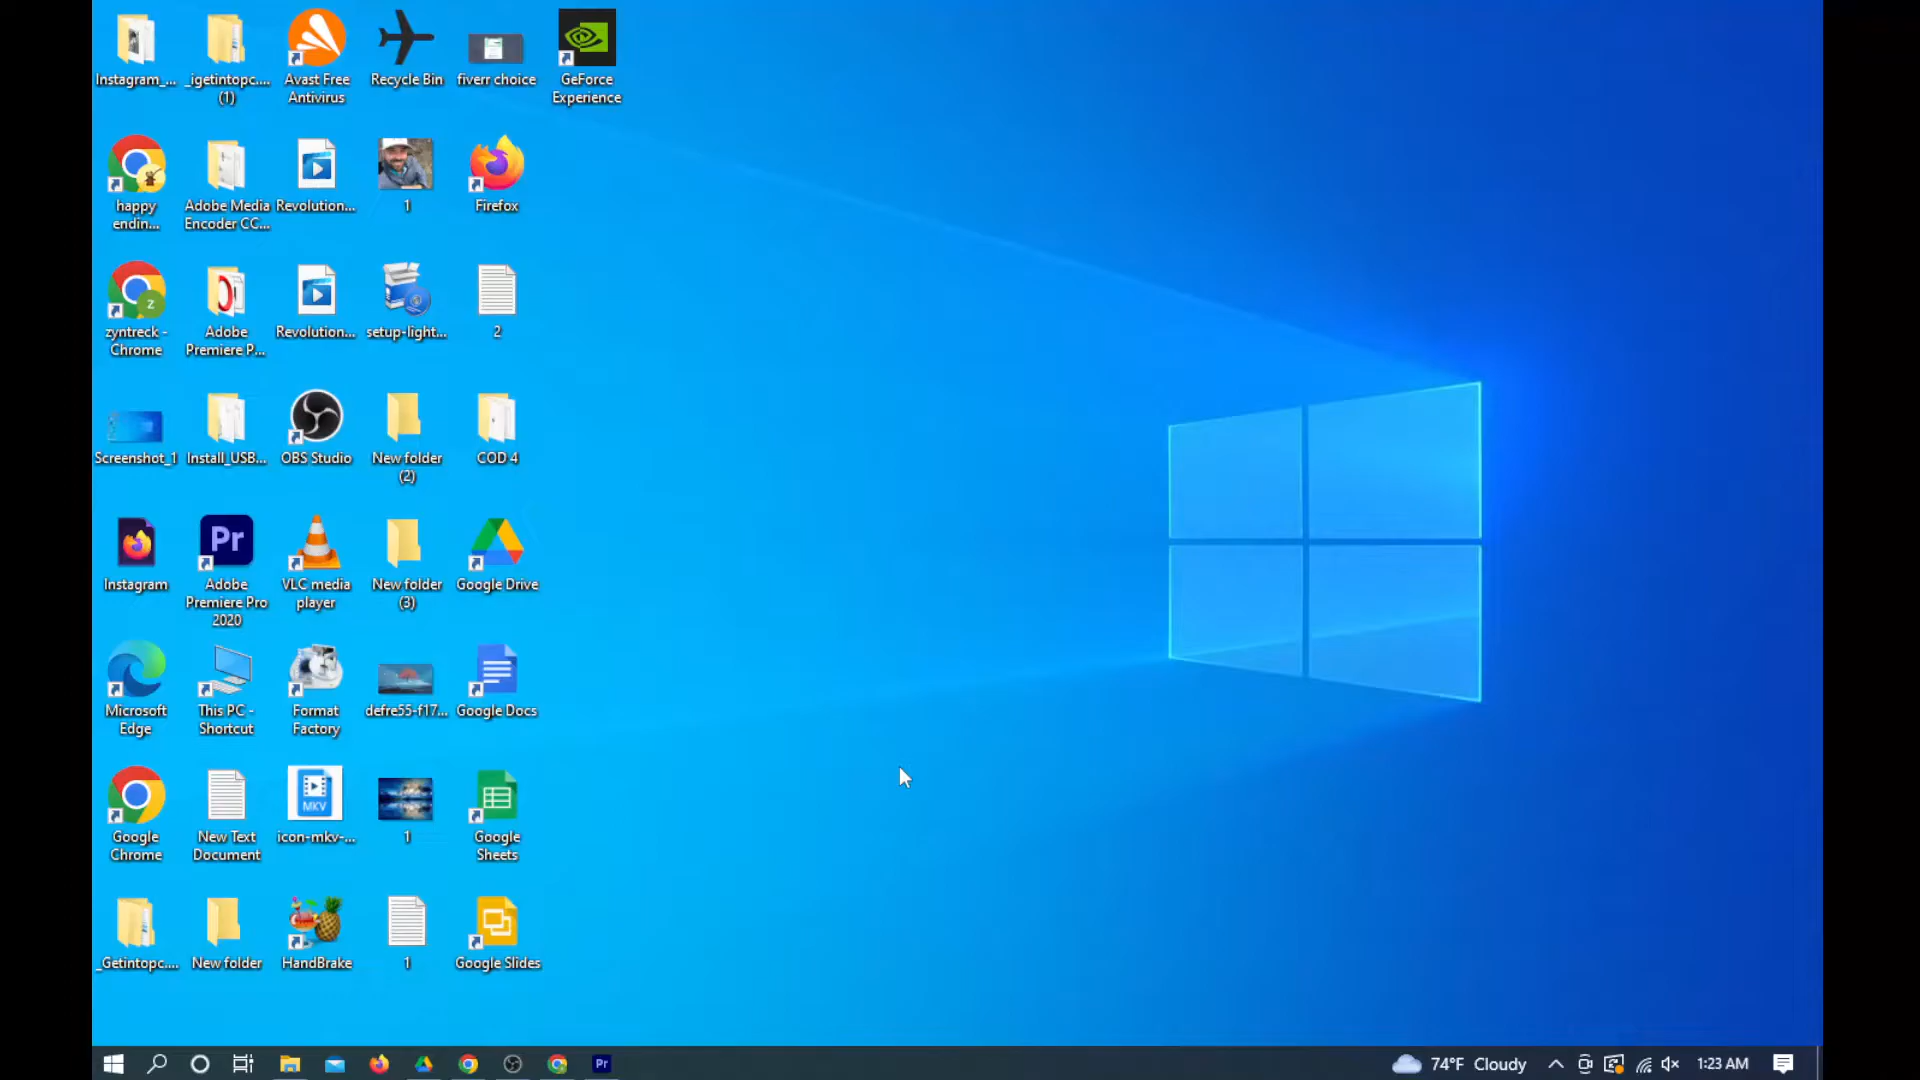 Instagram_...
_igetintopc....
(1)
Avast Free
Antivirus
Recycle Bin
fiverr choice
GeForce
Experience
happy
endin...
Adobe Media
Encoder CC...
Revolution...
1
Firefox
zyntreck -
Chrome
Adobe
Premiere P...
Revolution...
setup-light...
2
Screenshot_1
Install_USB...
OBS Studio
New folder
(2)
COD 4
Instagram
Pr
Adobe
Premiere Pro
2020
VLC media
player
New folder
(3)
Google Drive
Microsoft
Edge
This PC -
Shortcut
Format
Factory
defre55-f17...
Google Docs
Google
Chrome
New Text
Document
MKV
icon-mkv-...
1
Google
Sheets
_Getintopc....
New folder
HandBrake
1
Google Slides
Pr
74°F Cloudy
1:23 AM